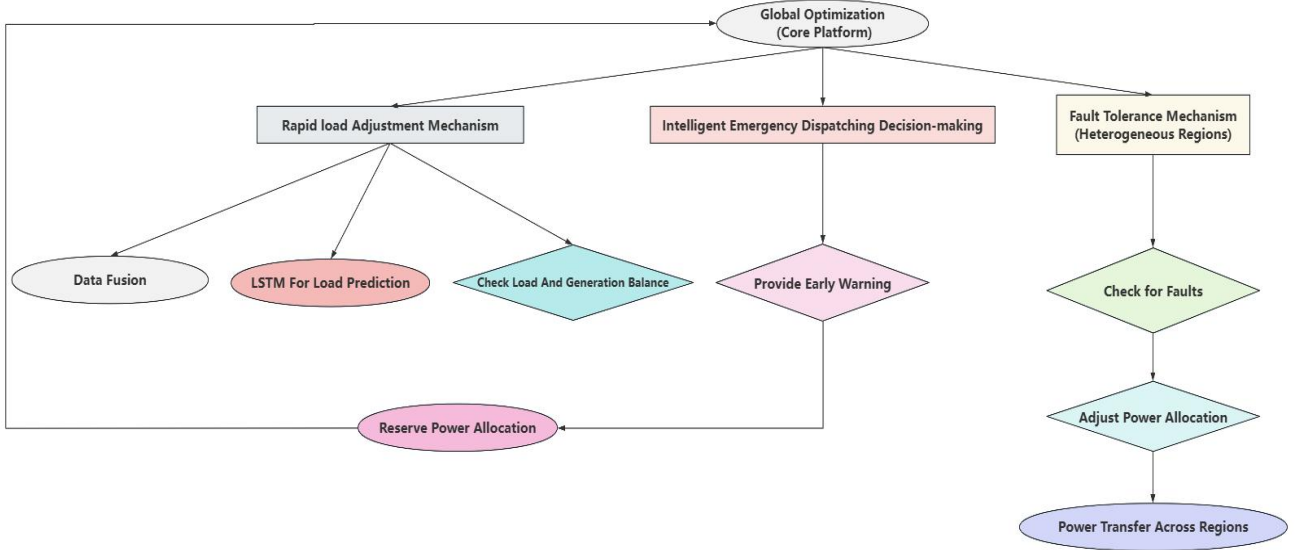 Global Optimization
(Core Platform)
Rapid load Adjustment Mechanism
Intelligent Emergency Dispatching Decision-making
Fault Tolerance Mechanism
(Heterogeneous Regions)
Data Fusion
LSTM For Load Prediction
Check Load And Generation Balance
Provide Early Warning
Check for Faults
Adjust Power Allocation
Reserve Power Allocation
Power Transfer Across Regions